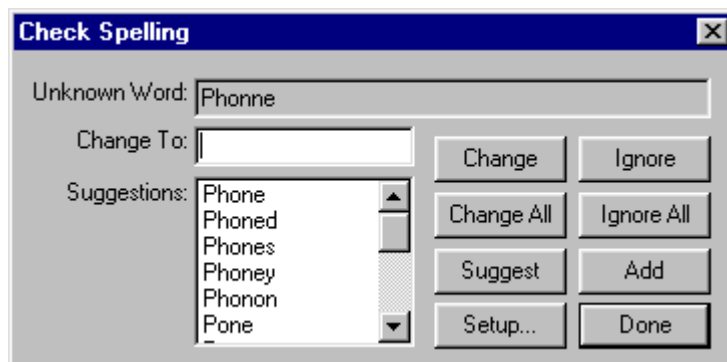 Check Spelling
Unknown Word: Phonne
Change To:
Change Ignore
Suggestions: Phone
Phoned
Change All Ignore All
Phones
Phoney
Suggest Add
Phonon
Pone
Setup... Done